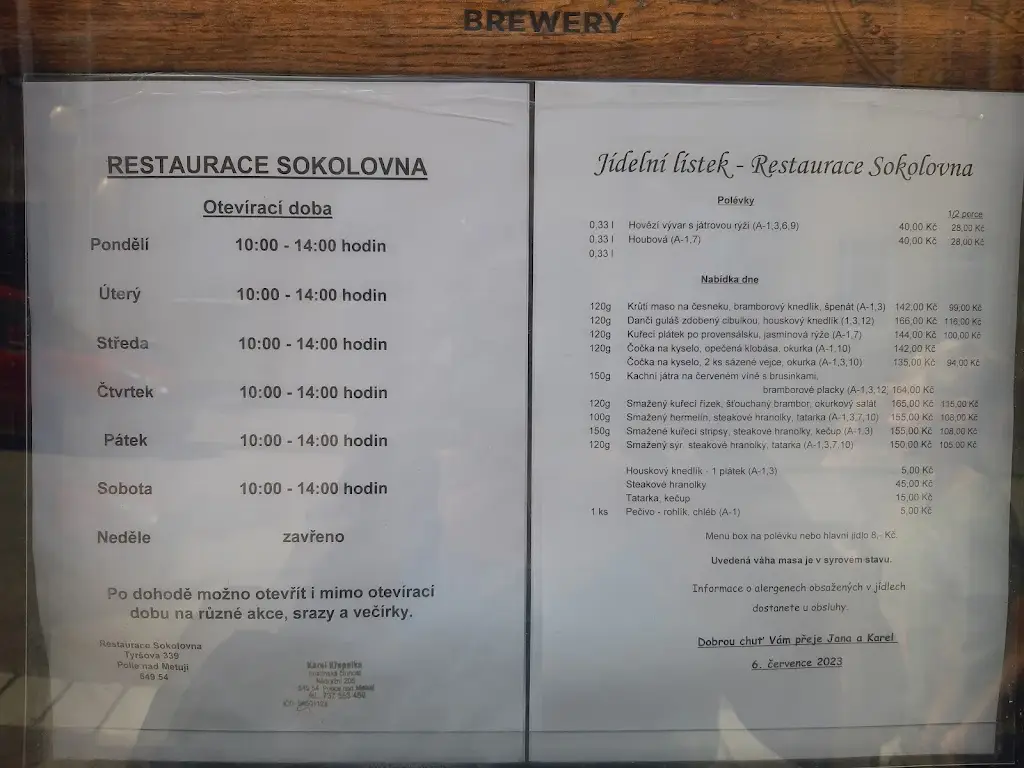 BREWERY
RESTAURACE SOKOLOVNA
Otevírací doba
Pondělí 10:00 - 14:00 hodin
Úterý 10:00 - 14:00 hodin
Středa 10:00 - 14:00 hodin
Čtvrtek 10:00 - 14:00 hodin
Pátek 10:00 - 14:00 hodin
Sobota 10:00 - 14:00 hodin
Neděle zavřeno
Po dohodě možno otevřít i mimo otevírací
dobu na různé akce, srazy a večírky.
Restaurace Sokolovna
Tyršova 339
Police nad Metují
549 54
Karel Křepelka
549 54 Police nad Metují
Jídelní lístek - Restaurace Sokolovna
Polévky
1/2 porce
0,33 l Hovězí vývar s játrovou rýží (A-1,3,6,9) 40,00 Kč 28,00 Kč
0,33 l Houbová (A-1,7) 40,00 Kč 28,00 Kč
0,33 l
Nabídka dne
120g Krůtí maso na česneku, bramborový knedlík, špenát (A-1,3) 142,00 Kč 99,00 Kč
120g Dančí guláš zdobený cibulkou, houskový knedlík (1,3,12) 166,00 Kč 116,00 Kč
120g Kuřecí plátek po provensálsku, jasmínová rýže (A-1,7) 144,00 Kč 100,00 Kč
120g Čočka na kyselo, opečená klobása, okurka (A-1,10) 142,00 Kč
Čočka na kyselo, 2 ks sázené vejce, okurka (A-1,3,10) 135,00 Kč 94,00 Kč
150g Kachní játra na červeném víně s brusinkami,
bramborové placky (A-1,3,12) 164,00 Kč
120g Smažený kuřecí řízek, šťouchaný brambor, okurkový salát 165,00 Kč 135,00 Kč
100g Smažený hermelín, steakové hranolky, tatarka (A-1,3,7,10) 155,00 Kč 108,00 Kč
150g Smažené kuřecí stripsy, steakové hranolky, kečup (A-1,3) 155,00 Kč 108,00 Kč
120g Smažený sýr, steakové hranolky, tatarka (A-1,3,7,10) 150,00 Kč 105,00 Kč
Houskový knedlík - 1 plátek (A-1,3) 5,00 Kč
Steakové hranolky 45,00 Kč
Tatarka, kečup 15,00 Kč
1 ks Pečivo - rohlík, chléb (A-1) 5,00 Kč
Menu box na polévku nebo hlavní jídlo 8,- Kč.
Uvedená váha masa je v syrovém stavu.
Informace o alergenech obsažených v jídlech
dostanete u obsluhy.
Dobrou chuť Vám přeje Jana a Karel
6. července 2023